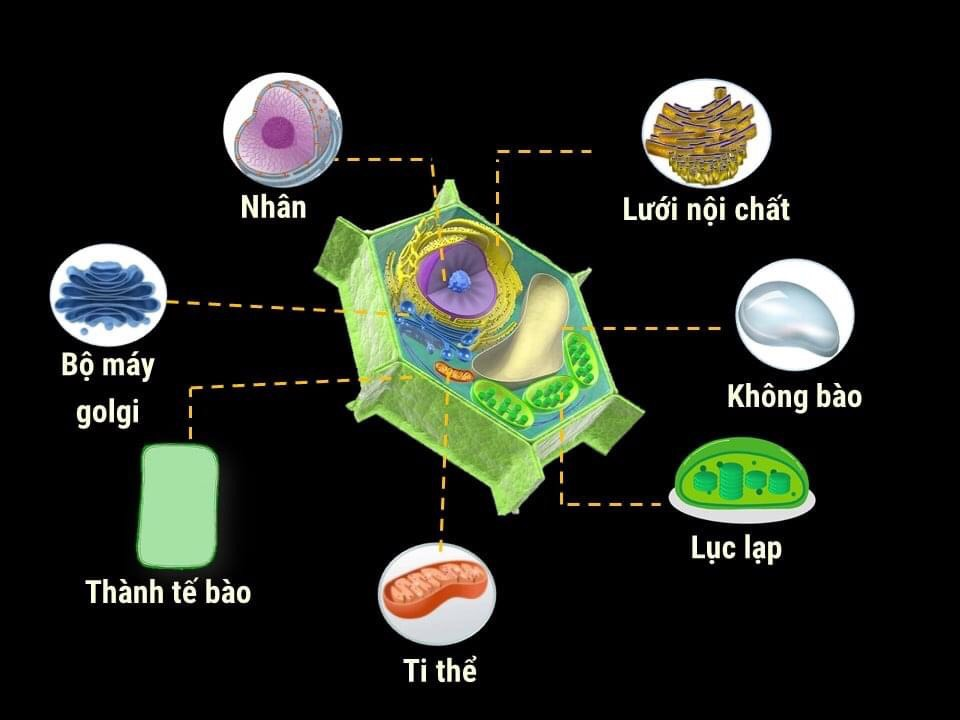 Nhân
Lưới nội chất
Bộ máy
golgi
Không bào
Lục lạp
Thành tế bào
Ti thể